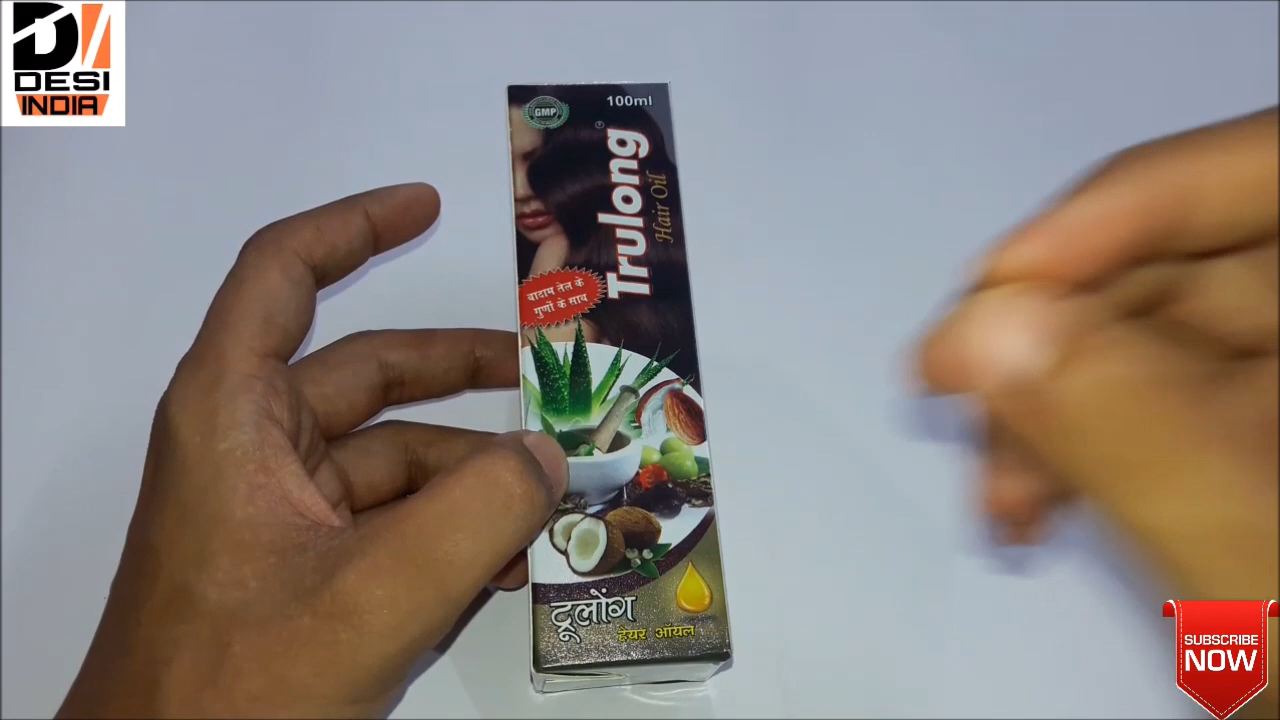 DESI
INDIA
GMP
100ml
Trulong®
Hair Oil
बादाम तेल के
गुणों के साथ
ट्रूलोंग
हेयर ऑयल
SUBSCRIBE
NOW